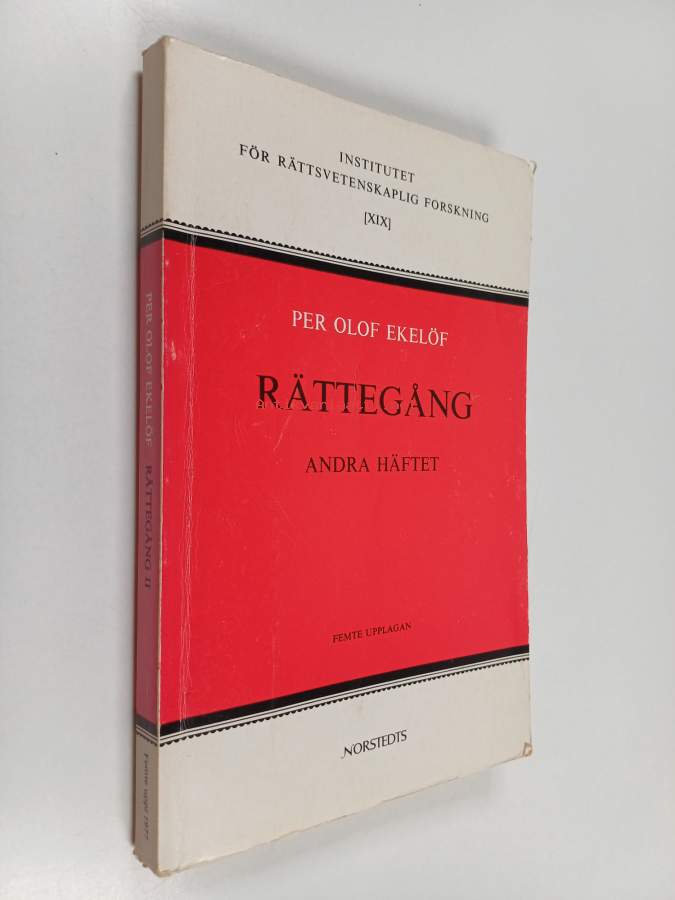 INSTITUTET
FÖR RÄTTSVETENSKAPLIG FORSKNING
[XIX]
PER OLOF EKELÖF
RÄTTEGÅNG
ANDRA HÄFTET
FEMTE UPPLAGAN
NORSTEDTS
PER OLOF EKELÖF RÄTTEGÅNG II